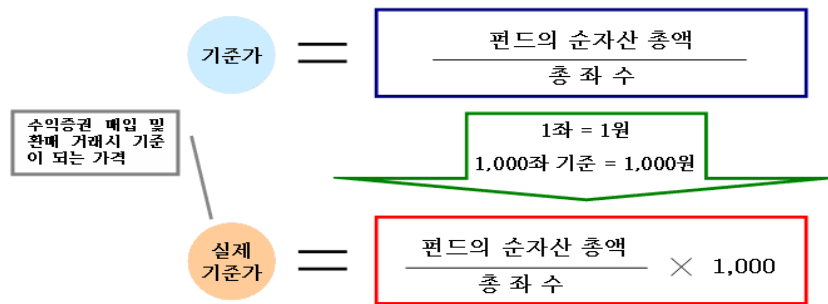 기준가
=
펀드의 순자산 총액
총 좌 수
수익증권 매입 및
환매 거래시 기준
이 되는 가격
1좌 = 1원
1,000좌 기준 = 1,000원
실제
기준가
=
펀드의 순자산 총액
총 좌 수
× 1,000